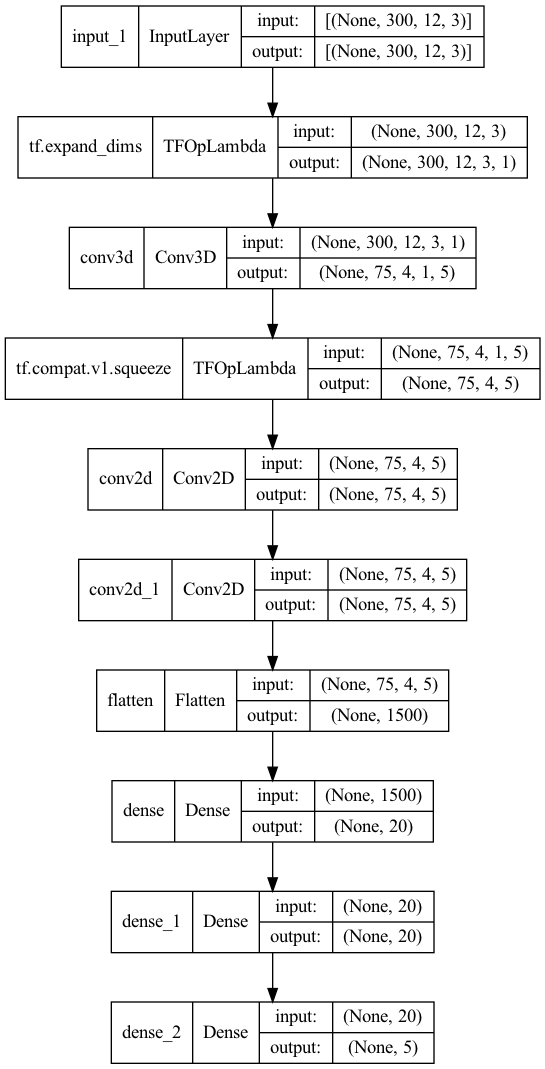 input_1 InputLayer input: [(None, 300, 12, 3)]
output: [(None, 300, 12, 3)]
tf.expand_dims TFOpLambda input: (None, 300, 12, 3)
output: (None, 300, 12, 3, 1)
conv3d Conv3D input: (None, 300, 12, 3, 1)
output: (None, 75, 4, 1, 5)
tf.compat.v1.squeeze TFOpLambda input: (None, 75, 4, 1, 5)
output: (None, 75, 4, 5)
conv2d Conv2D input: (None, 75, 4, 5)
output: (None, 75, 4, 5)
conv2d_1 Conv2D input: (None, 75, 4, 5)
output: (None, 75, 4, 5)
flatten Flatten input: (None, 75, 4, 5)
output: (None, 1500)
dense Dense input: (None, 1500)
output: (None, 20)
dense_1 Dense input: (None, 20)
output: (None, 20)
dense_2 Dense input: (None, 20)
output: (None, 5)